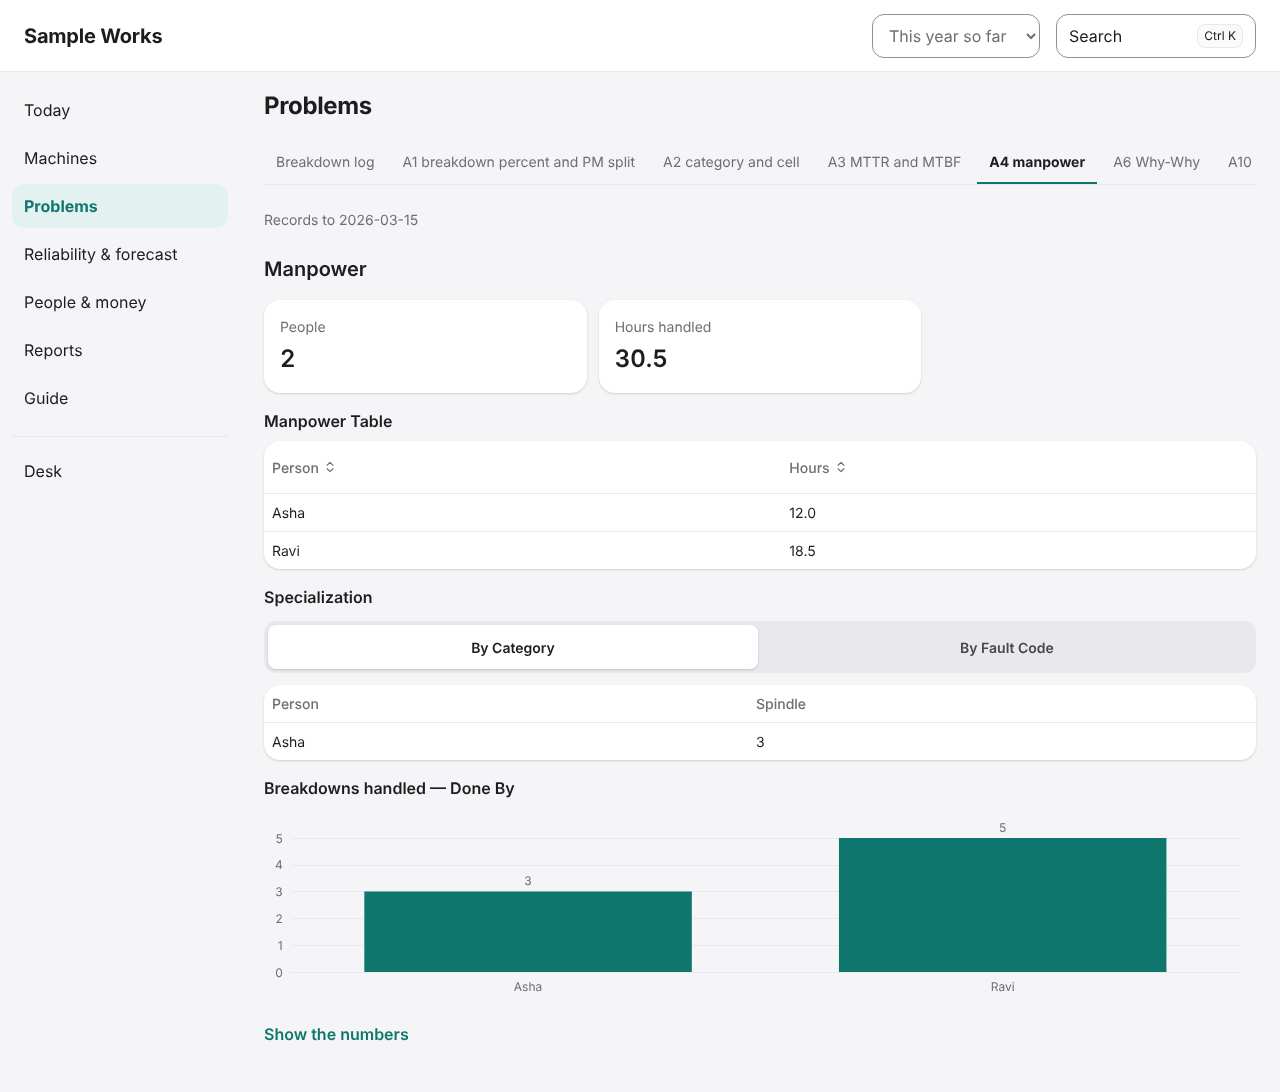 Sample Works
This year so far
Search
Ctrl K
Today
Machines
Problems
Reliability & forecast
People & money
Reports
Guide
Desk
Problems
Breakdown log
A1 breakdown percent and PM split
A2 category and cell
A3 MTTR and MTBF
A4 manpower
A6 Why-Why
A10
Records to 2026-03-15
Manpower
People
2
Hours handled
30.5
Manpower Table
Person Hours
Asha 12.0
Ravi 18.5
Specialization
By Category By Fault Code
Person Spindle
Asha 3
Breakdowns handled — Done By
5
5
4
3
3
2
1
0
Asha Ravi
Show the numbers